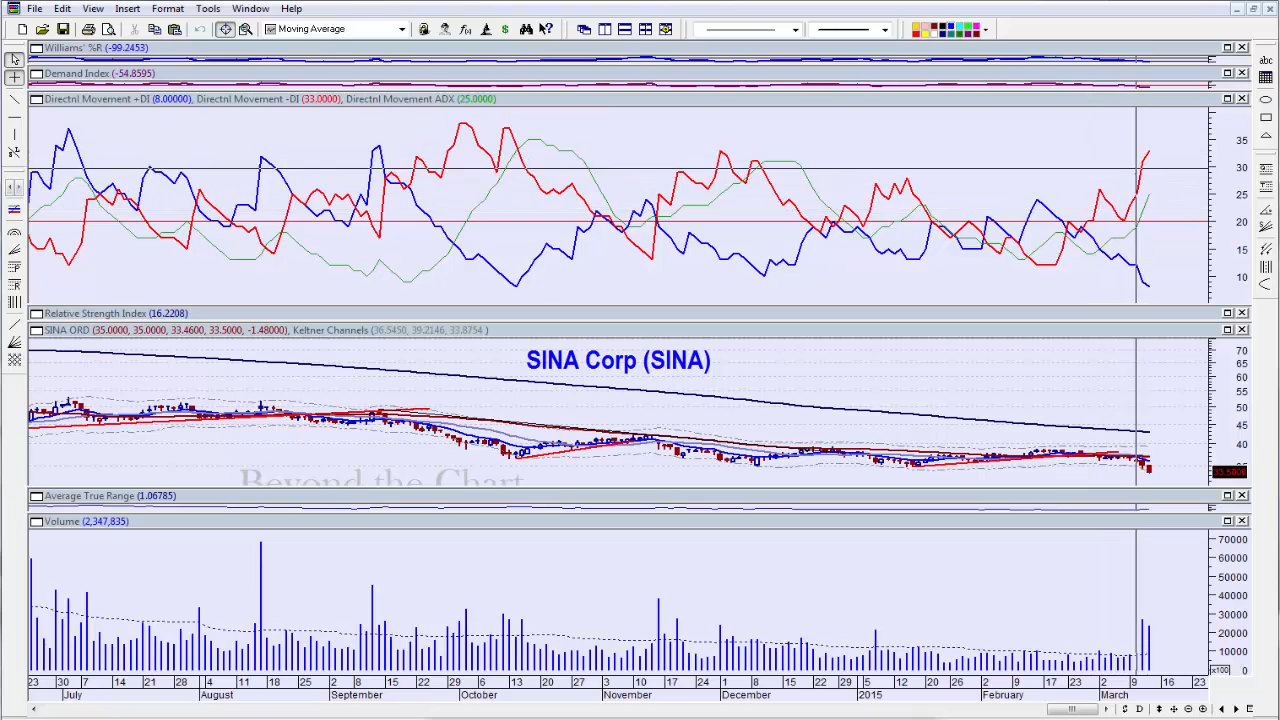 File Edit View Insert Format Tools Window Help
Moving Average
Williams' %R (-99.2453)
Demand Index (-54.8595)
Directnl Movement +DI (8.00000), Directnl Movement -DI (33.0000), Directnl Movement ADX (25.0000)
35
30
25
20
15
10
Relative Strength Index (16.2208)
SINA ORD (35.0000, 35.0000, 33.4600, 33.5000, -1.48000), Keltner Channels (36.5450, 39.2146, 33.8754 )
SINA Corp (SINA)
70
65
60
55
50
45
40
33.5000
Beyond the Chart
Average True Range (1.06785)
Volume (2,347,835)
70000
60000
50000
40000
30000
20000
10000
0
x100
23 30 7 14 21 28 4 11 18 25 2 8 15 22 29 6 13 20 27 3 10 17 24 1 8 15 22 29 5 12 20 26 2 9 17 23 2 9 16 23
July August September October November December 2015 February March
abc
D